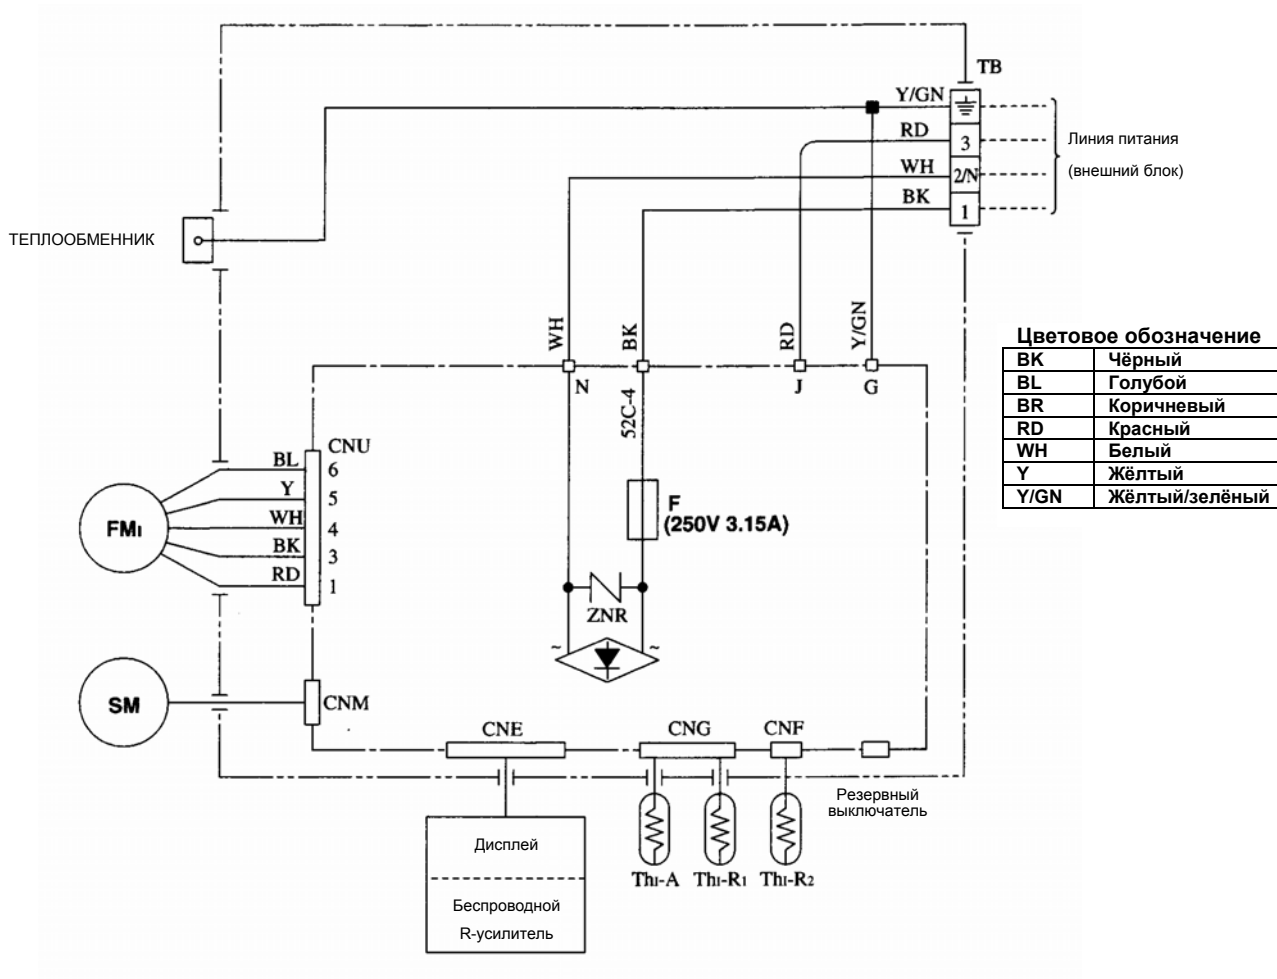 TB
Y/GN
RD
3
WH
2/N
BK
1
Линия питания
(внешний блок)
ТЕПЛООБМЕННИК
WH
BK
RD
Y/GN
N
52C-4
J
G
Цветовое обозначение
BK Чёрный
BL Голубой
BR Коричневый
RD Красный
WH Белый
Y Жёлтый
Y/GN Жёлтый/зелёный
CNU
BL 6
Y 5
WH 4
BK 3
RD 1
FMI
F
(250V 3.15A)
ZNR
~ ~
SM
CNM
CNE
CNG
CNF
Резервный
выключатель
Дисплей
Беспроводной
R-усилитель
ThI-A
ThI-R1
ThI-R2